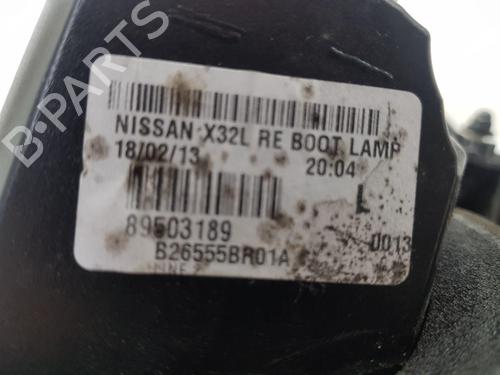 B-PARTS
NISSAN X32L RE BOOT LAMP
18/02/13 20:04
L
89503189
0013
B26555BR01A